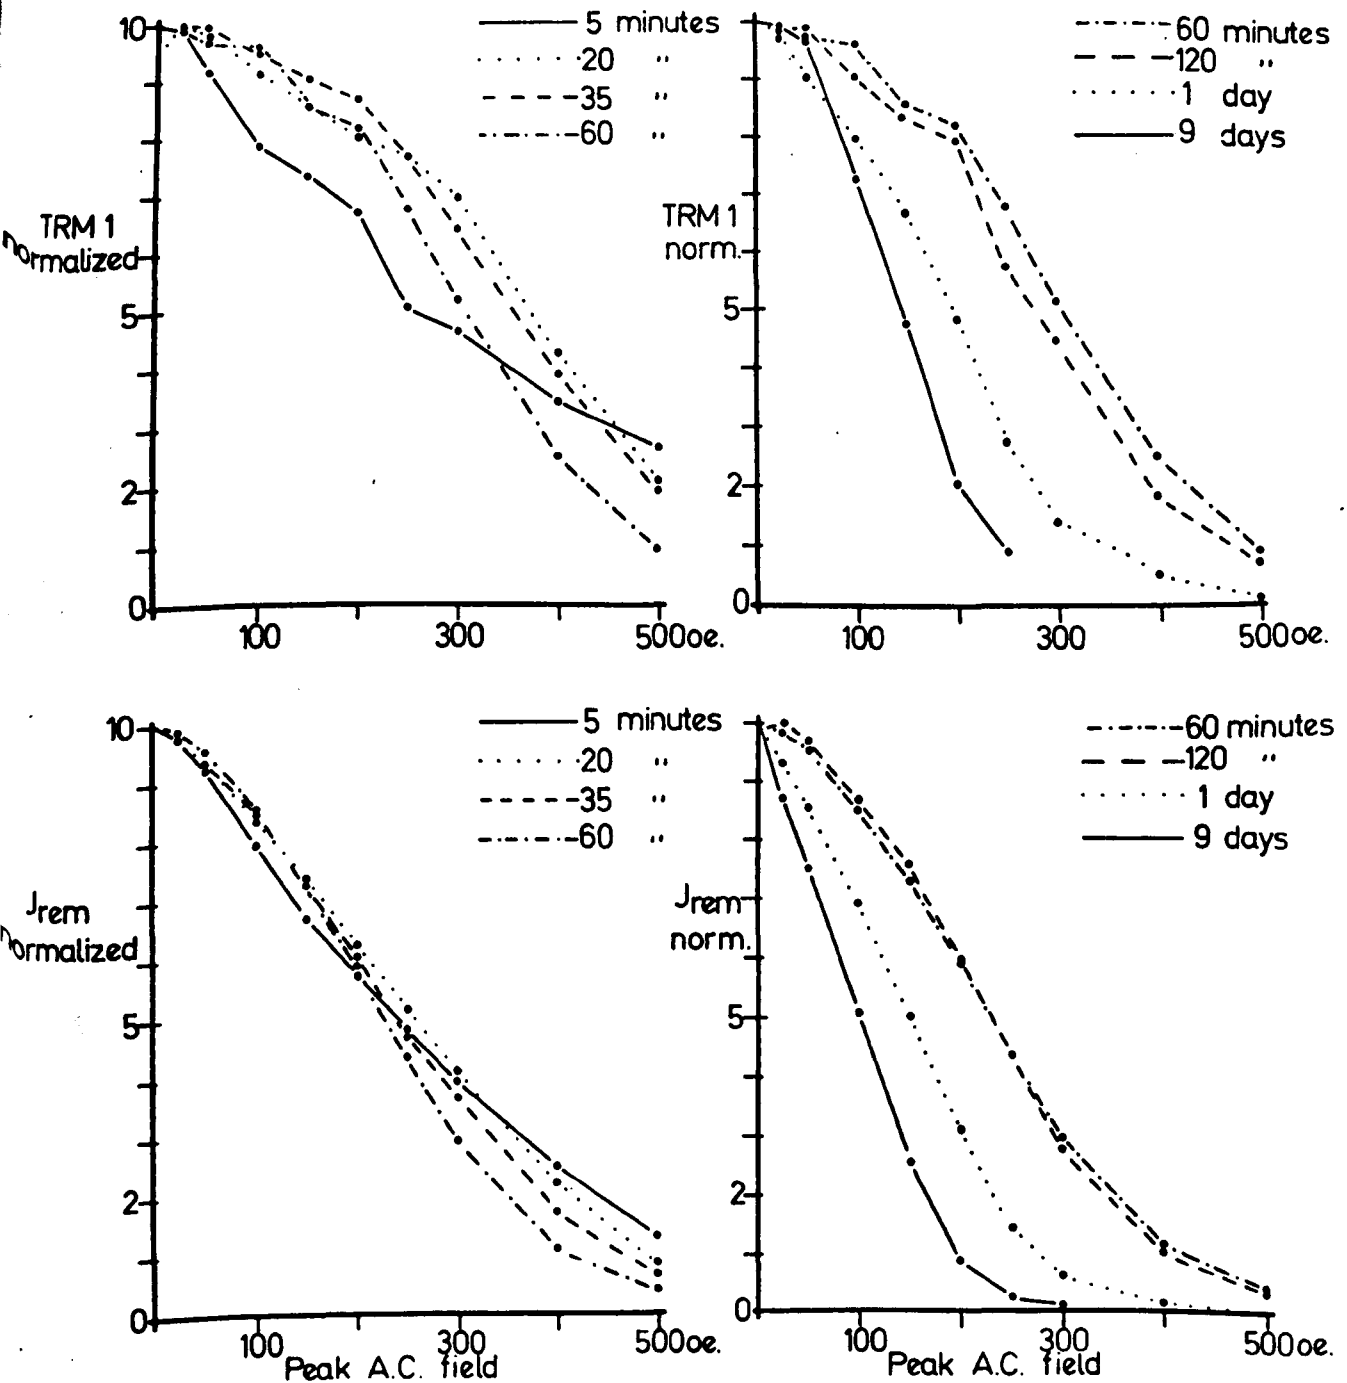 10
5 minutes
20 "
35 "
60 "
TRM 1
normalized
5
2
0
100
300
500oe.
60 minutes
120 "
1 day
9 days
TRM 1
norm.
5
2
0
100
300
500oe.
10
5 minutes
20 "
35 "
60 "
Jrem
normalized
5
2
0
100
300
500oe.
Peak A.C. field
60 minutes
120 "
1 day
9 days
Jrem
norm.
5
2
0
100
300
500oe.
Peak A.C. field